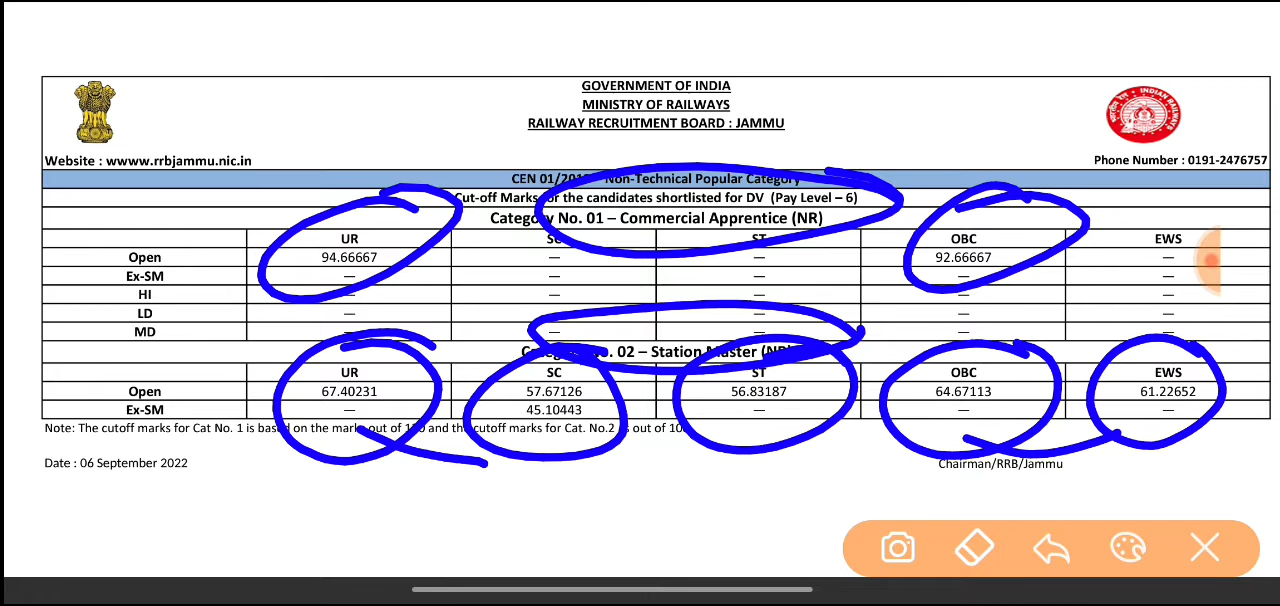 GOVERNMENT OF INDIA
MINISTRY OF RAILWAYS
RAILWAY RECRUITMENT BOARD : JAMMU
INDIAN RAILWAYS
Website : wwww.rrbjammu.nic.in Phone Number : 0191-2476757
CEN 01/201 Non-Technical Popular Category
Cut-off Marks for the candidates shortlisted for DV (Pay Level – 6)
Category No. 01 – Commercial Apprentice (NR)
UR SC ST OBC EWS
Open 94.66667 — — 92.66667 —
Ex-SM — — — — —
HI — — — — —
LD — — — — —
MD — — — — —
Category No. 02 – Station Master (NR)
UR SC ST OBC EWS
Open 67.40231 57.67126 56.83187 64.67113 61.22652
Ex-SM — 45.10443 — — —
Note: The cutoff marks for Cat No. 1 is based on the marks out of and the cutoff marks for Cat. No.2 is out of
Date : 06 September 2022 Chairman/RRB/Jammu